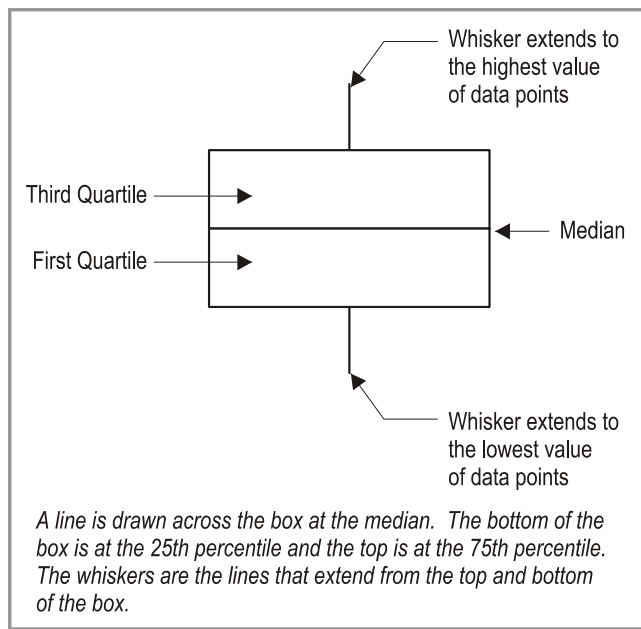 Whisker extends to
the highest value
of data points
Third Quartile
Median
First Quartile
Whisker extends to
the lowest value
of data points
A line is drawn across the box at the median.  The bottom of the
box is at the 25th percentile and the top is at the 75th percentile.
The whiskers are the lines that extend from the top and bottom
of the box.